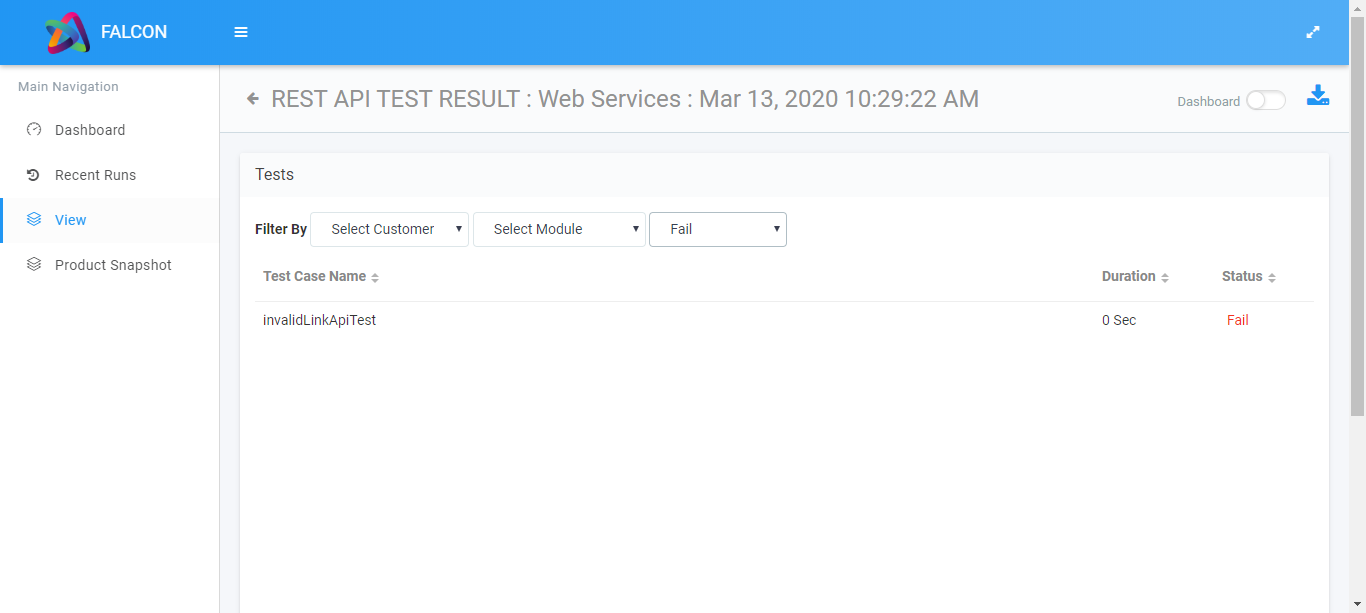 FALCON
Main Navigation
Dashboard
Recent Runs
View
Product Snapshot
REST API TEST RESULT : Web Services : Mar 13, 2020 10:29:22 AM
Dashboard
Tests
Filter By Select Customer Select Module Fail
Test Case Name Duration Status
invalidLinkApiTest 0 Sec Fail